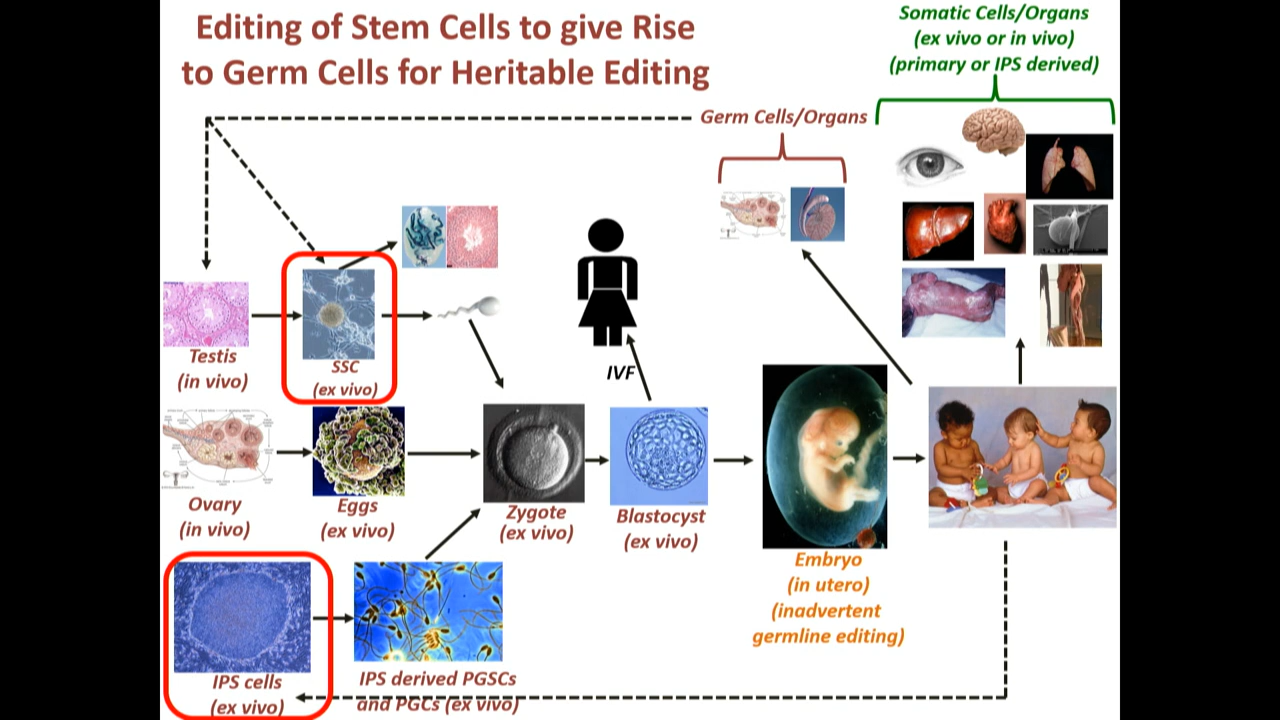 Editing of Stem Cells to give Rise
to Germ Cells for Heritable Editing
Somatic Cells/Organs
(ex vivo or in vivo)
(primary or IPS derived)
Germ Cells/Organs
Testis
(in vivo)
SSC
(ex vivo)
IVF
Ovary
(in vivo)
Eggs
(ex vivo)
Zygote
(ex vivo)
Blastocyst
(ex vivo)
Embryo
(in utero)
(inadvertent
germline editing)
IPS cells
(ex vivo)
IPS derived PGSCs
and PGCs (ex vivo)